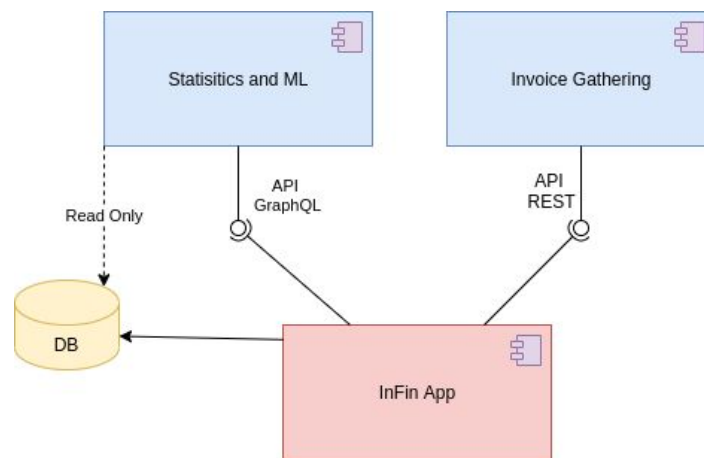 Statisitics and ML
Invoice Gathering
API
GraphQL
API
REST
Read Only
DB
InFin App